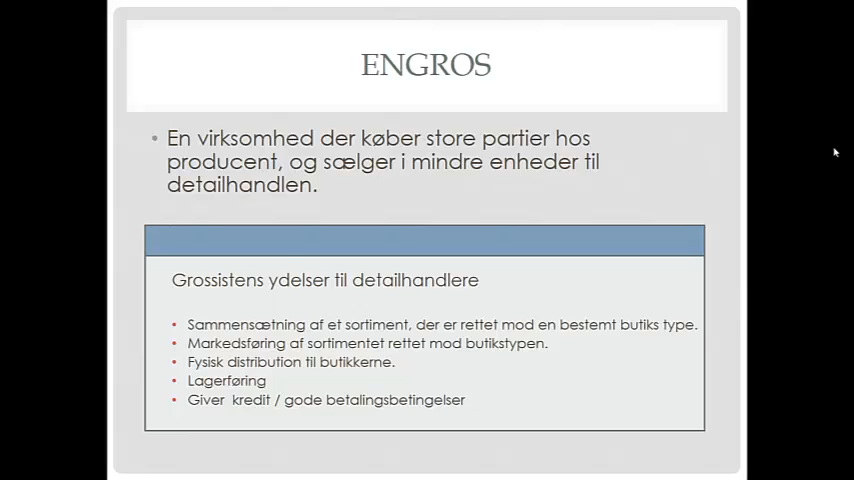 ENGROS
• En virksomhed der køber store partier hos
producent, og sælger i mindre enheder til
detailhandlen.
Grossistens ydelser til detailhandlere
• Sammensætning af et sortiment, der er rettet mod en bestemt butiks type.
• Markedsføring af sortimentet rettet mod butikstypen.
• Fysisk distribution til butikkerne.
• Lagerføring
• Giver kredit / gode betalingsbetingelser